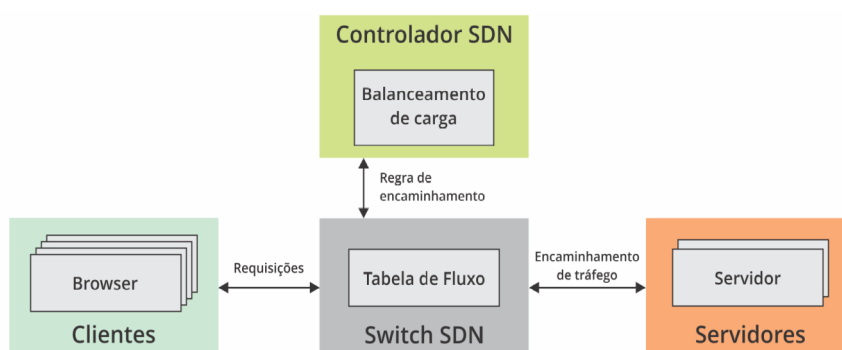 Controlador SDN
Balanceamento
de carga
Regra de
encaminhamento
Requisições
Encaminhamento
de tráfego
Browser
Tabela de Fluxo
Servidor
Clientes
Switch SDN
Servidores